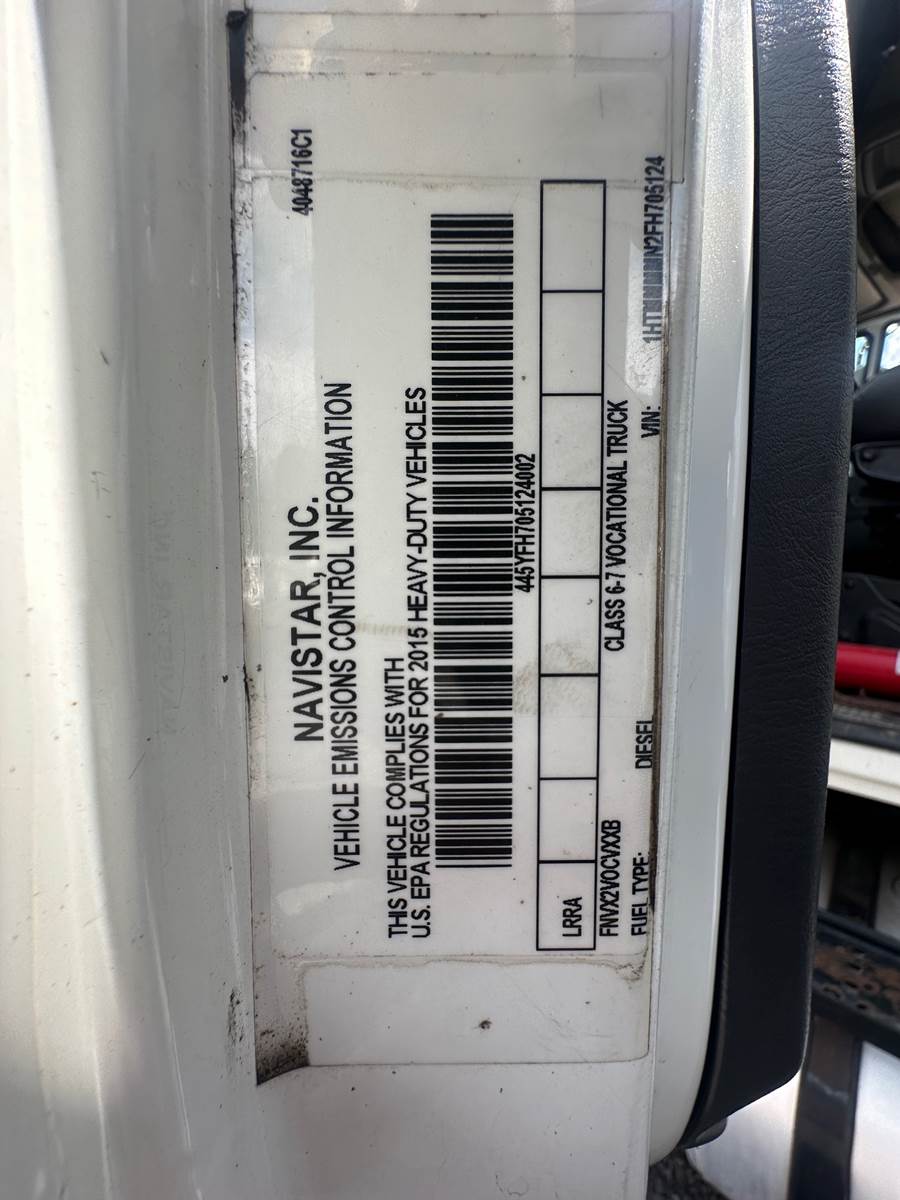 4048716C1
NAVISTAR, INC.
VEHICLE EMISSIONS CONTROL INFORMATION
THIS VEHICLE COMPLIES WITH
U.S. EPA REGULATIONS FOR 2015 HEAVY-DUTY VEHICLES
445YFH705124002
LRRA
FNVX2VOCVXXB CLASS 6-7 VOCATIONAL TRUCK
FUEL TYPE: DIESEL VIN: